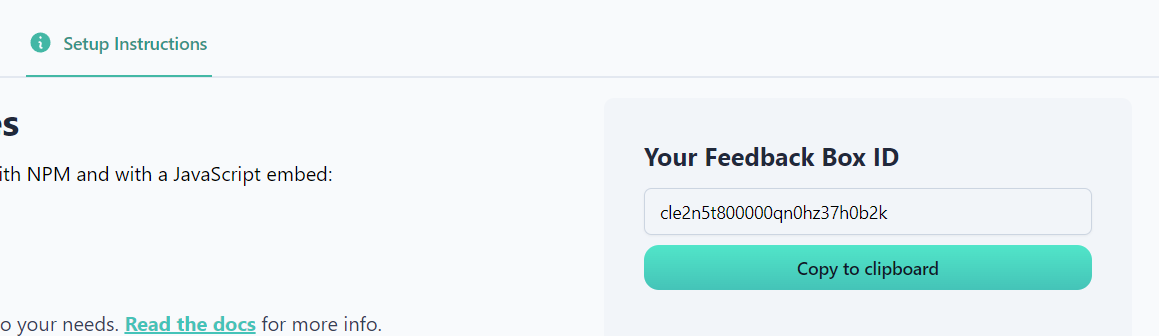 Setup Instructions
es
ith NPM and with a JavaScript embed:
o your needs. Read the docs for more info.
Your Feedback Box ID
cle2n5t800000qn0hz37h0b2k
Copy to clipboard